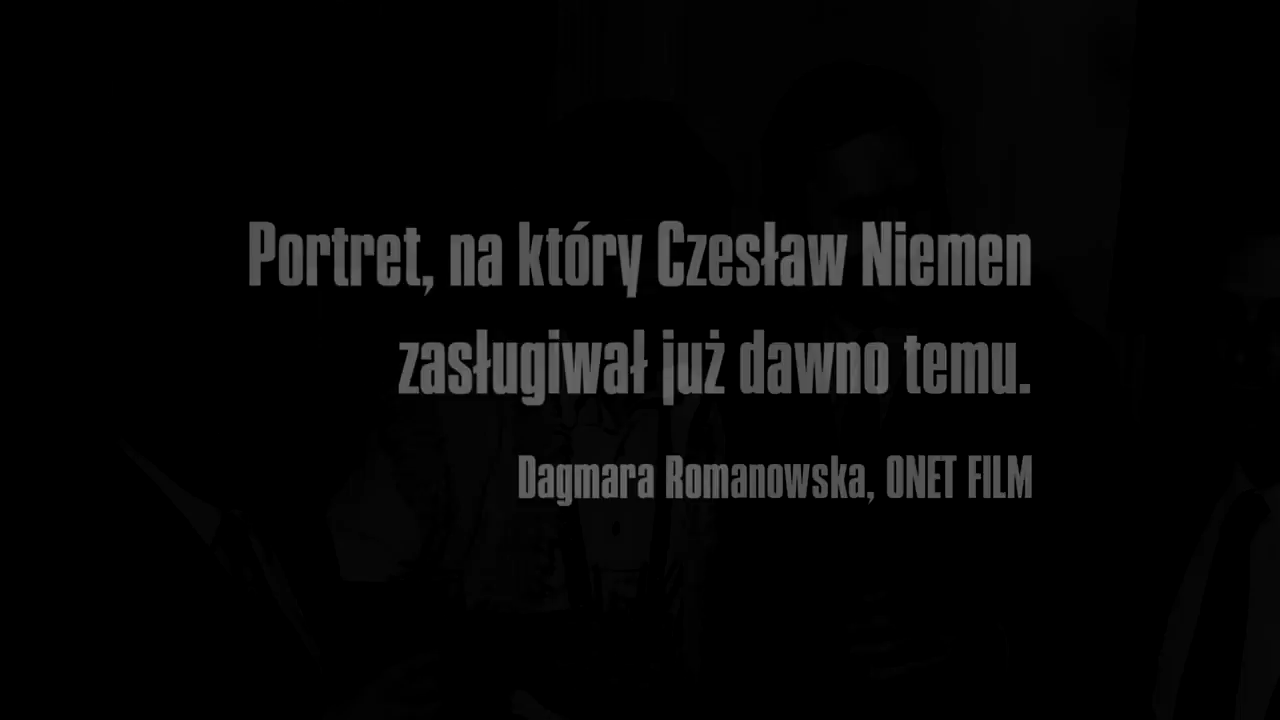 Portret, na który Czesław Niemen
zasługiwał już dawno temu.
Dagmara Romanowska, ONET FILM